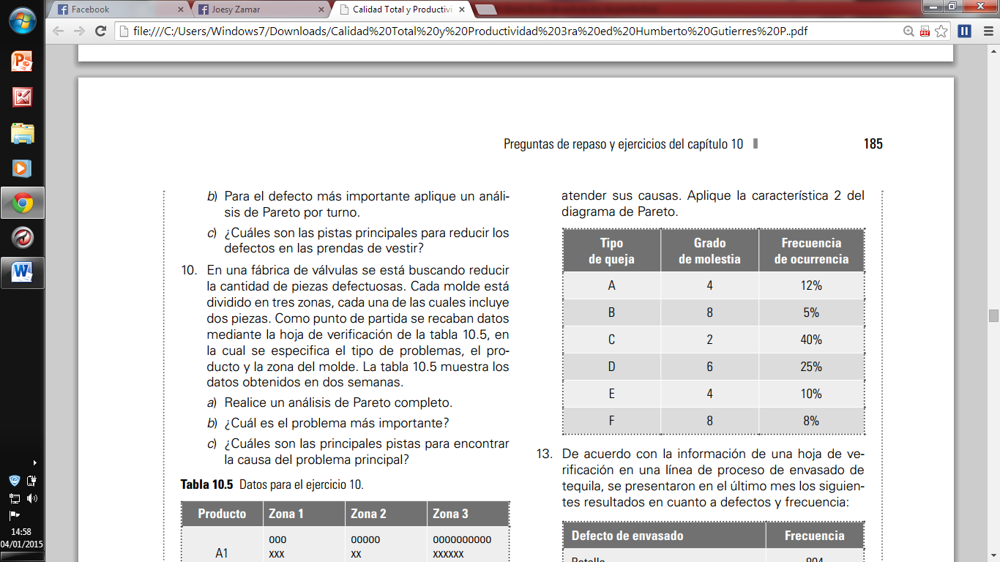 Facebook
Joesy Zamar
Calidad Total y Productivi
file:///C:/Users/Windows7/Downloads/Calidad%20Total%20y%20Productividad%203ra%20ed%20Humberto%20Gutierres%20P..pdf
Preguntas de repaso y ejercicios del capítulo 10
185
b) Para el defecto más importante aplique un análi-
sis de Pareto por turno.
c) ¿Cuáles son las pistas principales para reducir los
defectos en las prendas de vestir?
10. En una fábrica de válvulas se está buscando reducir
la cantidad de piezas defectuosas. Cada molde está
dividido en tres zonas, cada una de las cuales incluye
dos piezas. Como punto de partida se recaban datos
mediante la hoja de verificación de la tabla 10.5, en
la cual se especifica el tipo de problemas, el pro-
ducto y la zona del molde. La tabla 10.5 muestra los
datos obtenidos en dos semanas.
a) Realice un análisis de Pareto completo.
b) ¿Cuál es el problema más importante?
c) ¿Cuáles son las principales pistas para encontrar
la causa del problema principal?
Tabla 10.5 Datos para el ejercicio 10.
Producto Zona 1 Zona 2 Zona 3
ooo ooooo oooooooooo
A1 xxx xx xxxxxx
atender sus causas. Aplique la característica 2 del
diagrama de Pareto.
Tipo Grado Frecuencia
de queja de molestia de ocurrencia
A 4 12%
B 8 5%
C 2 40%
D 6 25%
E 4 10%
F 8 8%
13. De acuerdo con la información de una hoja de ve-
rificación en una línea de proceso de envasado de
tequila, se presentaron en el último mes los siguien-
tes resultados en cuanto a defectos y frecuencia:
Defecto de envasado Frecuencia
14:58
04/01/2015